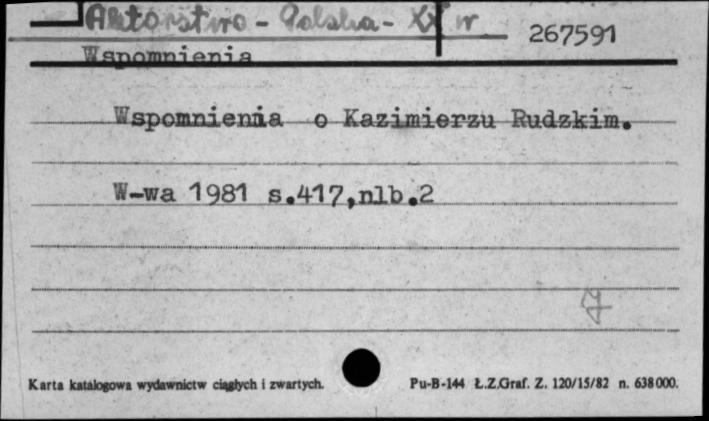 Aktorstwo - Polska - XX w
267591
Wspomnienia
Wspomnienia o Kazimierzu Rudzkim.
W-wa 1981 s.417,nlb.2
Karta katalogowa wydawnictw ciągłych i zwartych.
Pu-B-144 Ł.Z.Graf. Z. 120/15/82 n. 638000.